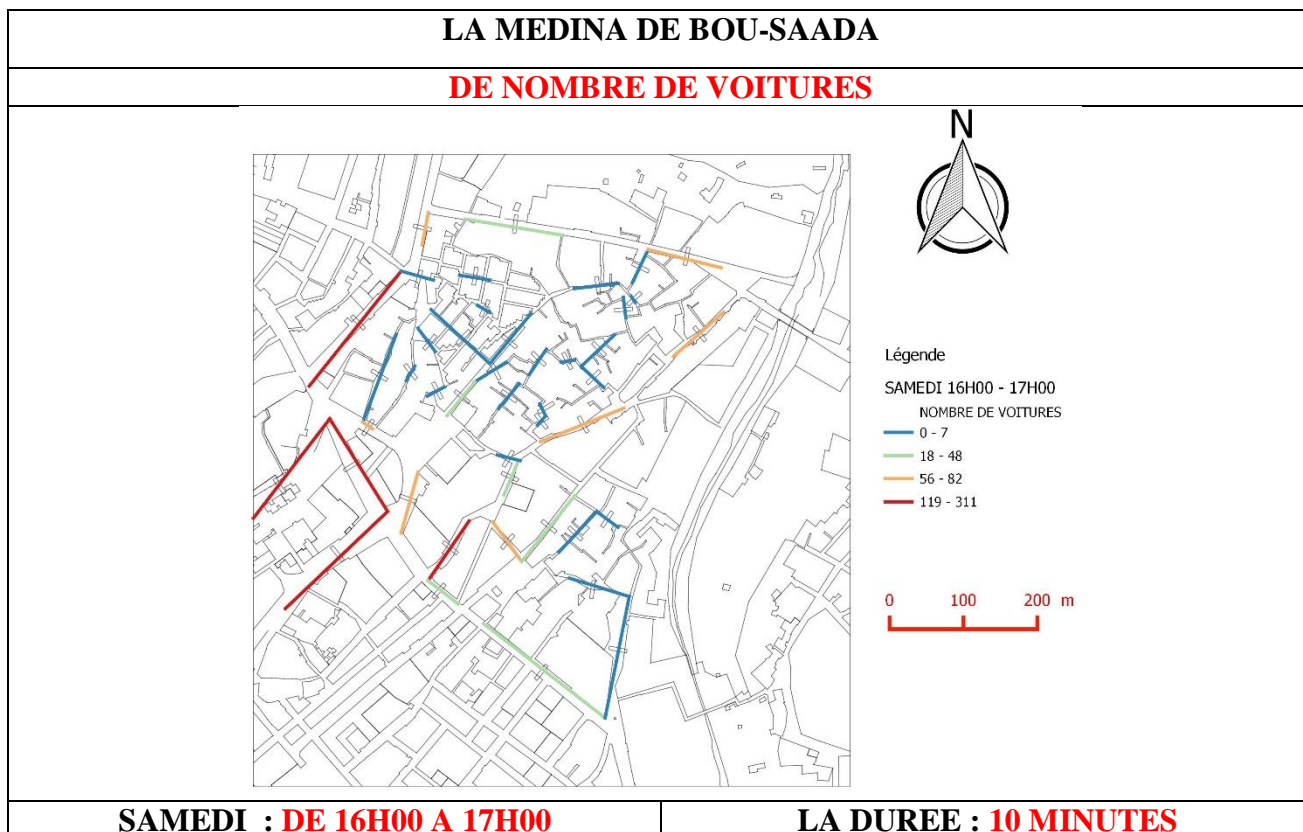 LA MEDINA DE BOU-SAADA
DE NOMBRE DE VOITURES
N
Légende
SAMEDI 16H00 - 17H00
NOMBRE DE VOITURES
0 - 7
18 - 48
56 - 82
119 - 311
0 100 200 m
SAMEDI : DE 16H00 A 17H00
LA DUREE : 10 MINUTES